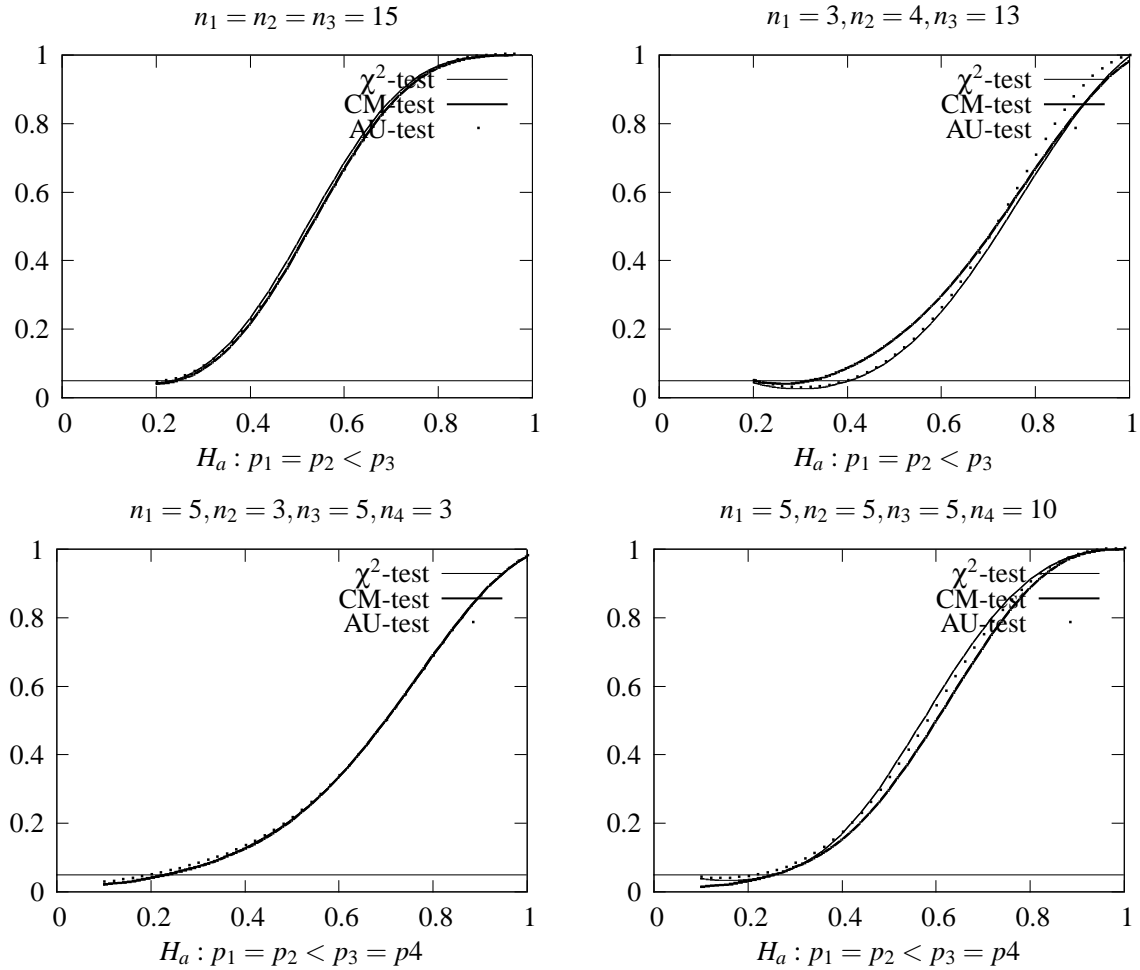 n₁ = n₂ = n₃ = 15
1
0.8
0.6
0.4
0.2
0
χ²-test
CM-test
AU-test
0 0.2 0.4 0.6 0.8 1
Hₐ : p₁ = p₂ < p₃
n₁ = 3, n₂ = 4, n₃ = 13
1
0.8
0.6
0.4
0.2
0
χ²-test
CM-test
AU-test
0 0.2 0.4 0.6 0.8 1
Hₐ : p₁ = p₂ < p₃
n₁ = 5, n₂ = 3, n₃ = 5, n₄ = 3
1
0.8
0.6
0.4
0.2
0
χ²-test
CM-test
AU-test
0 0.2 0.4 0.6 0.8 1
Hₐ : p₁ = p₂ < p₃ = p4
n₁ = 5, n₂ = 5, n₃ = 5, n₄ = 10
1
0.8
0.6
0.4
0.2
0
χ²-test
CM-test
AU-test
0 0.2 0.4 0.6 0.8 1
Hₐ : p₁ = p₂ < p₃ = p4